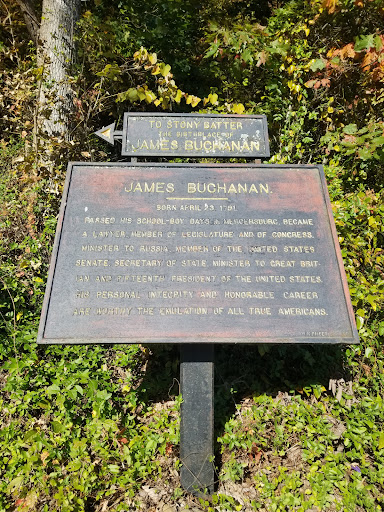 TO STONY BATTER
THE BIRTHPLACE OF
JAMES BUCHANAN
JAMES BUCHANAN.
BORN APRIL 23 1791.
PASSED HIS SCHOOL-BOY DAYS IN MERCERSBURG. BECAME
A LAWYER MEMBER OF LEGISLATURE AND OF CONGRESS.
MINISTER TO RUSSIA. MEMBER OF THE UNITED STATES
SENATE SECRETARY OF STATE MINISTER TO GREAT BRIT-
AIN AND FIFTEENTH PRESIDENT OF THE UNITED STATES.
HIS PERSONAL INTEGRITY AND HONORABLE CAREER
ARE WORTHY THE EMULATION OF ALL TRUE AMERICANS.